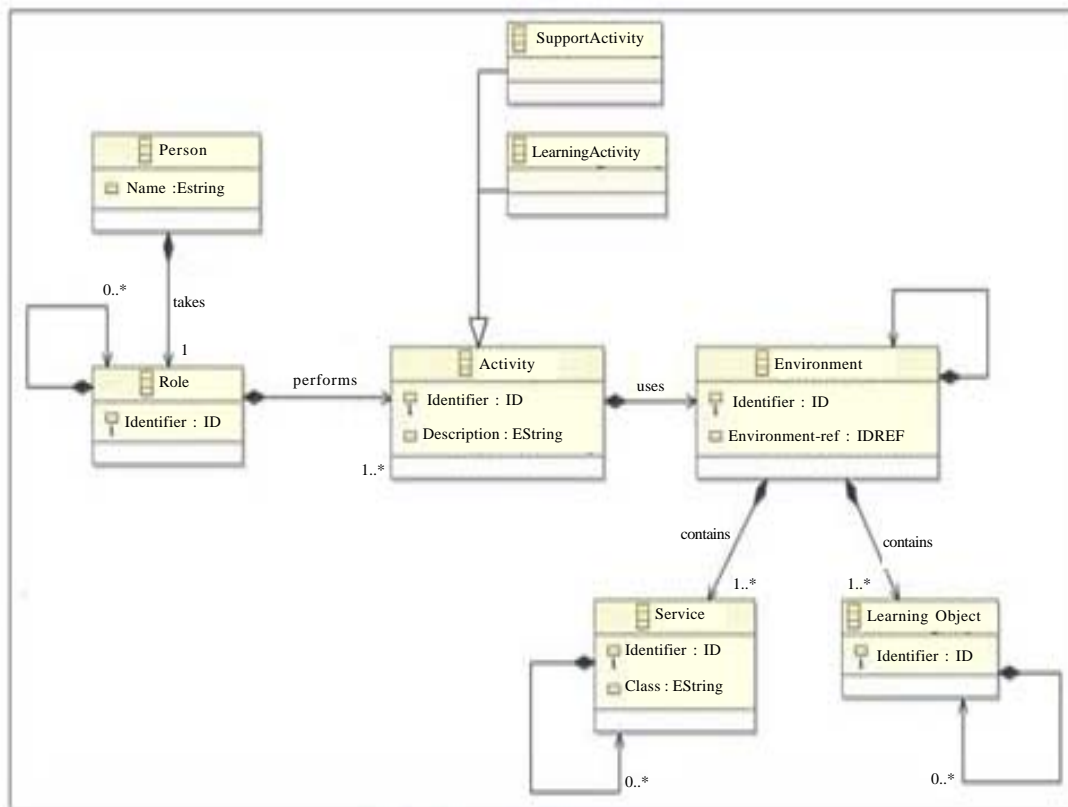 SupportActivity
LearningActivity
Person
Name :Estring
0..*
takes
1
Role
Identifier : ID
performs
Activity
Identifier : ID
Description : EString
1..*
uses
Environment
Identifier : ID
Environment-ref : IDREF
contains
contains
1..*
1..*
Service
Identifier : ID
Class : EString
0..*
Learning Object
Identifier : ID
0..*